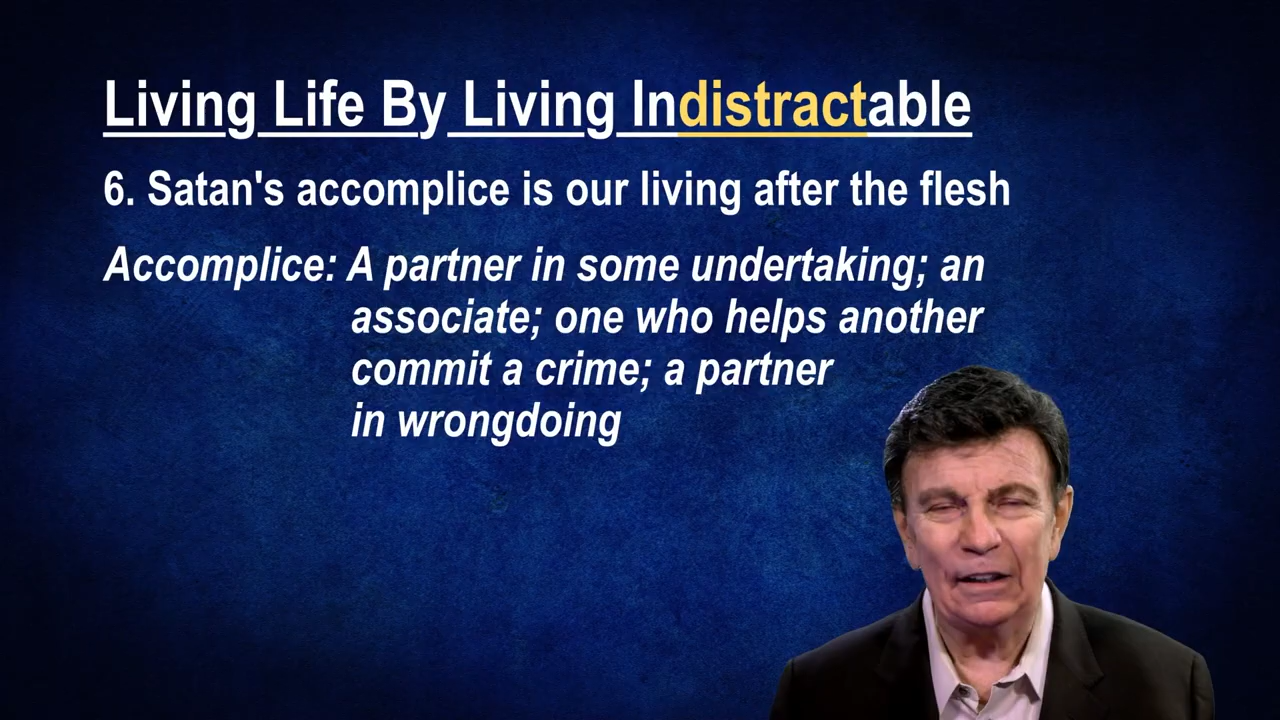 Living Life By Living Indistractable
6. Satan's accomplice is our living after the flesh
Accomplice: A partner in some undertaking; an
associate; one who helps another
commit a crime; a partner
in wrongdoing